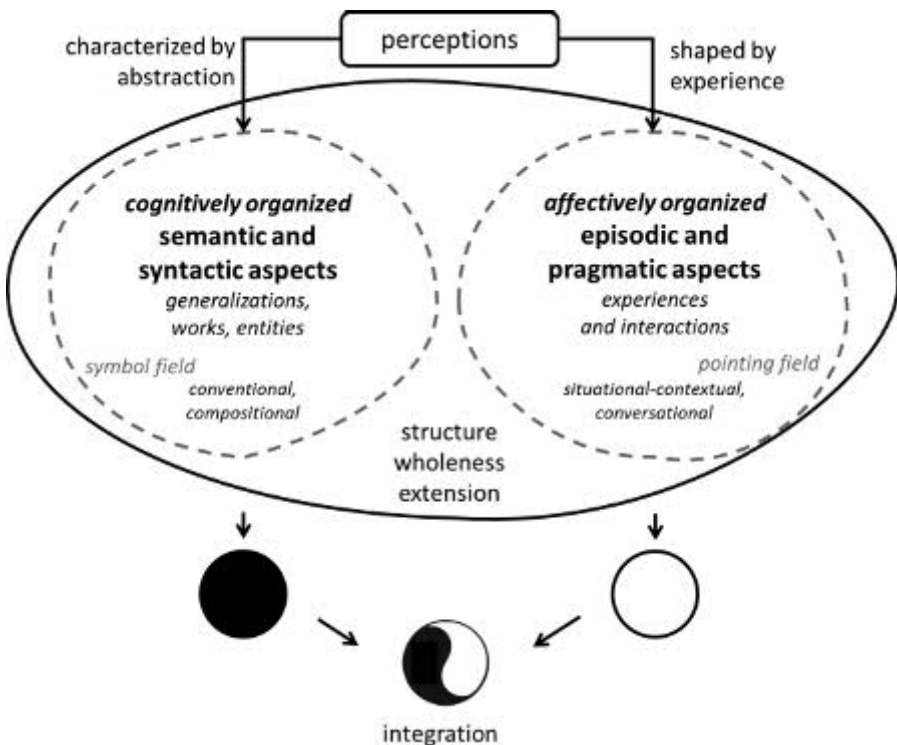 perceptions
characterized by
abstraction
shaped by
experience
cognitively organized
semantic and
syntactic aspects
generalizations,
works, entities
symbol field
conventional,
compositional
affectively organized
episodic and
pragmatic aspects
experiences
and interactions
pointing field
situational-contextual,
conversational
structure
wholeness
extension
integration